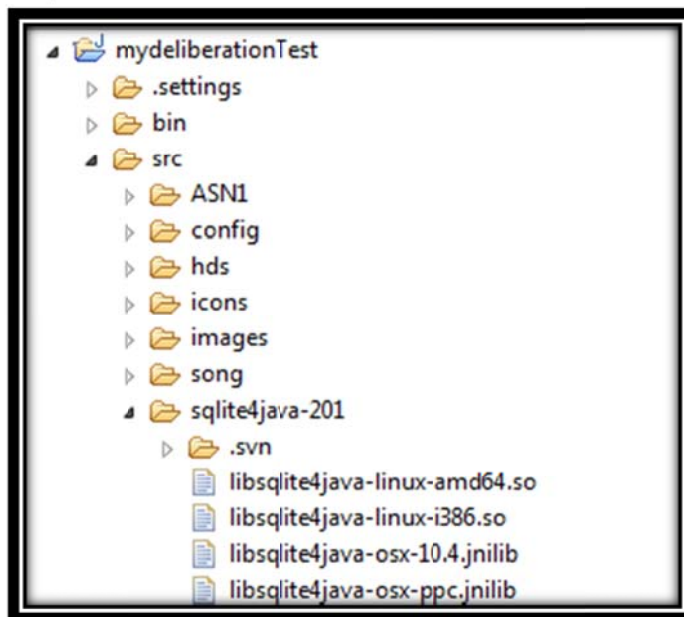 mydeliberationTest
.settings
bin
src
ASN1
config
hds
icons
images
song
sqlite4java-201
.svn
libsqlite4java-linux-amd64.so
libsqlite4java-linux-i386.so
libsqlite4java-osx-10.4.jnilib
libsqlite4java-osx-ppc.jnilib